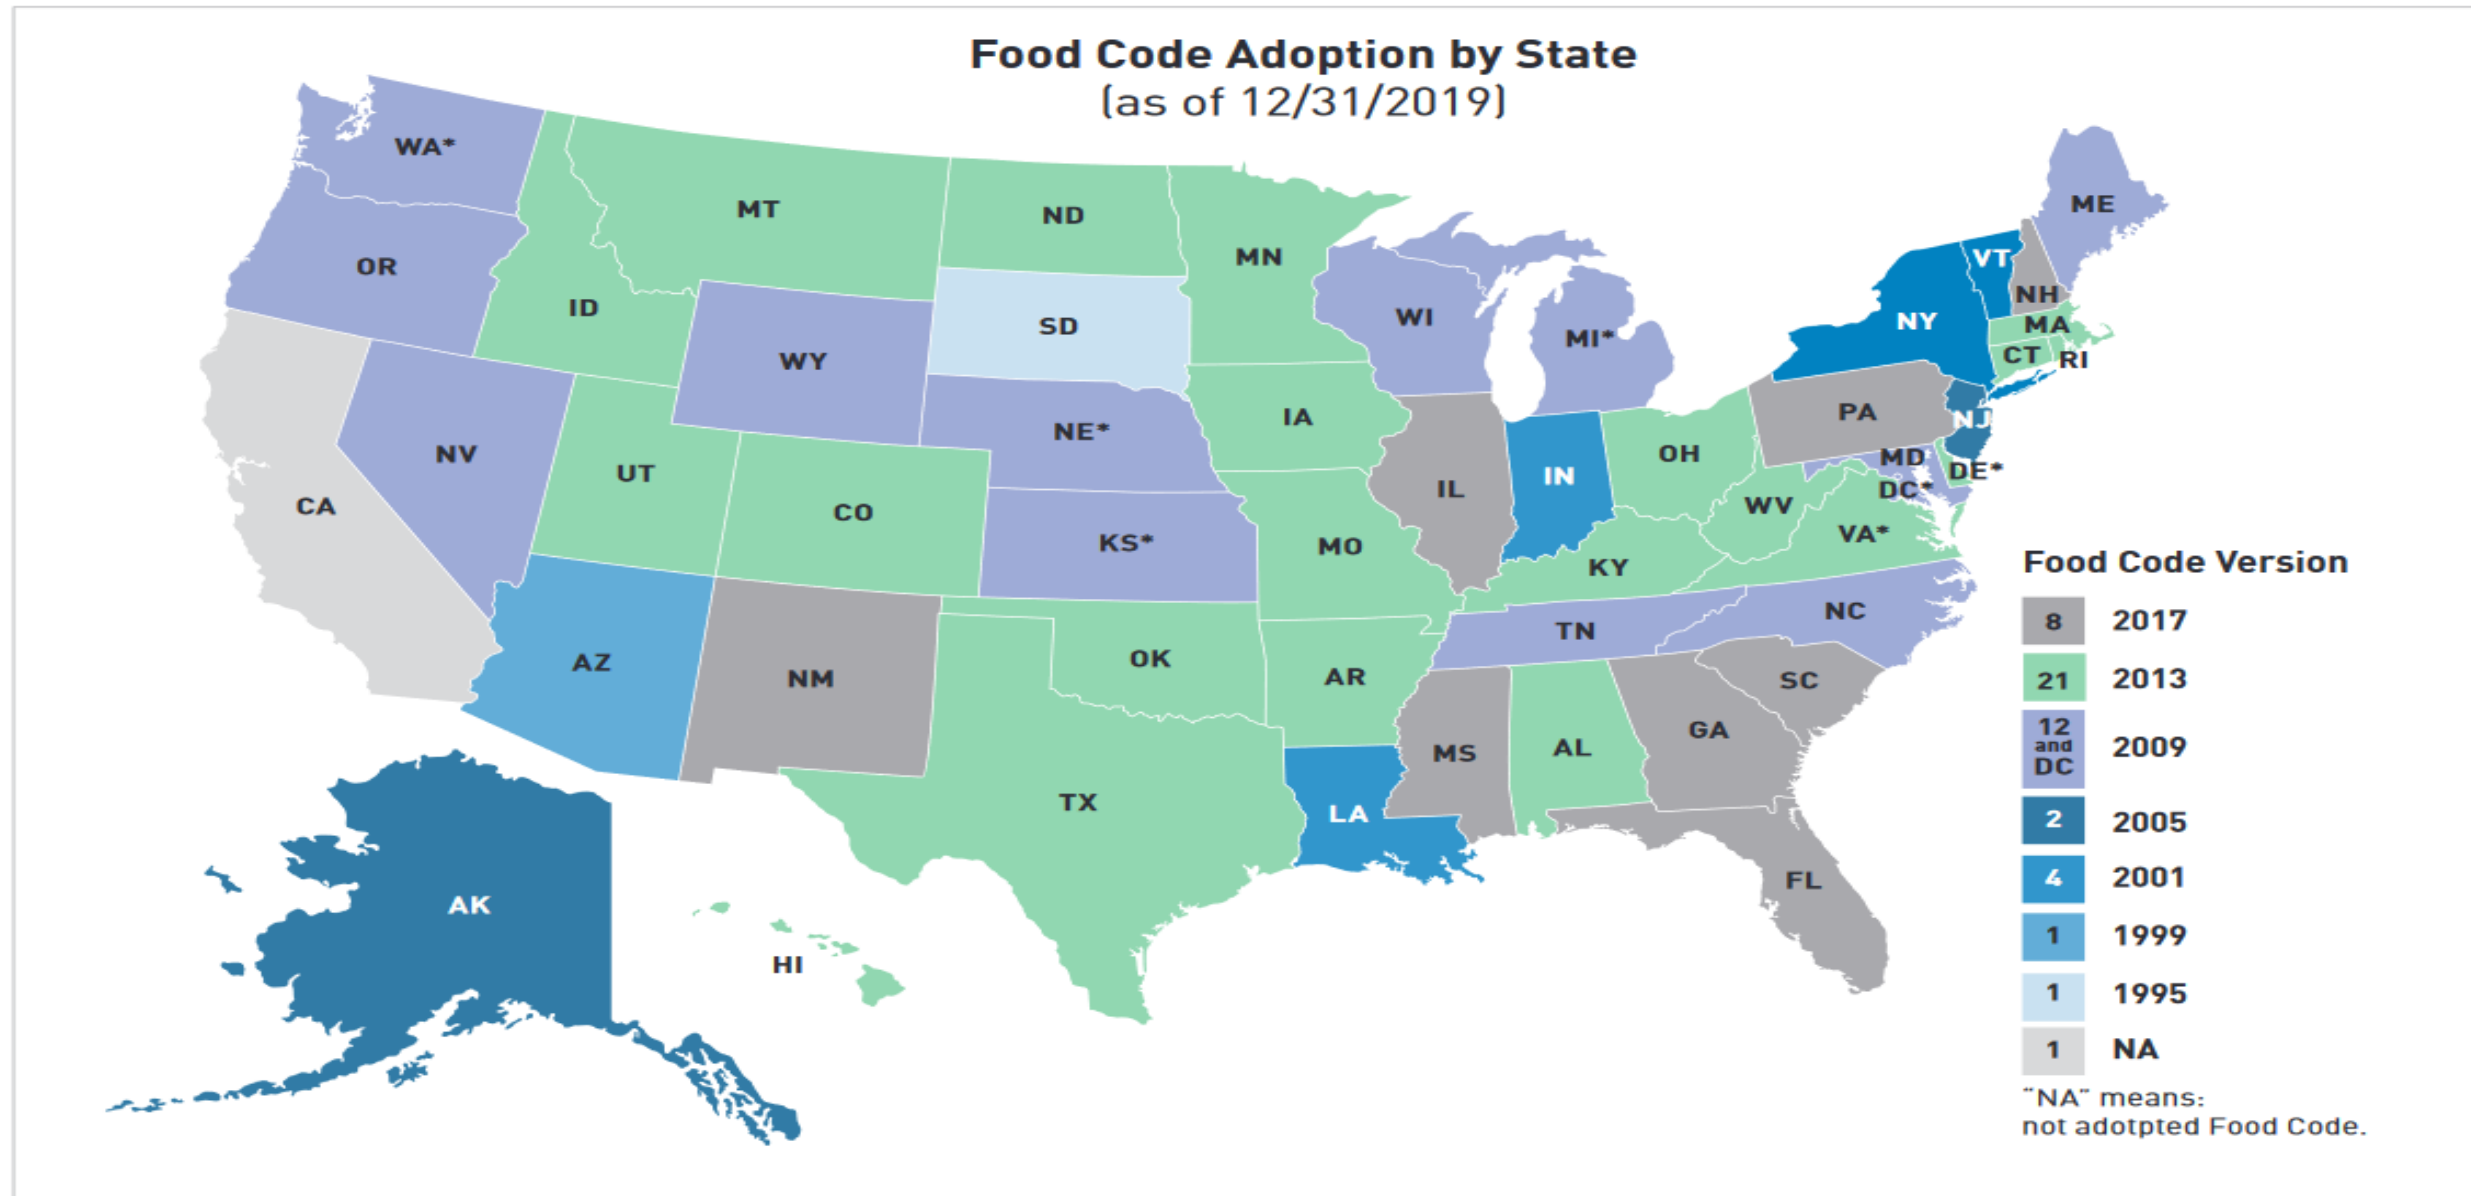 Food Code Adoption by State
(as of 12/31/2019)
WA*
MT
ND
MN
ME
OR
ID
SD
WI
MI*
VT
NH
NY
MA
CT
RI
WY
NE*
IA
PA
NJ
NV
UT
CO
KS*
MO
IL
IN
OH
WV
MD
DE*
DC*
VA*
CA
KY
NC
TN
AZ
NM
OK
AR
SC
MS
AL
GA
TX
LA
FL
AK
HI
Food Code Version
8 2017
21 2013
12
and
DC
2009
2 2005
4 2001
1 1999
1 1995
1 NA
“NA” means:
not adotpted Food Code.